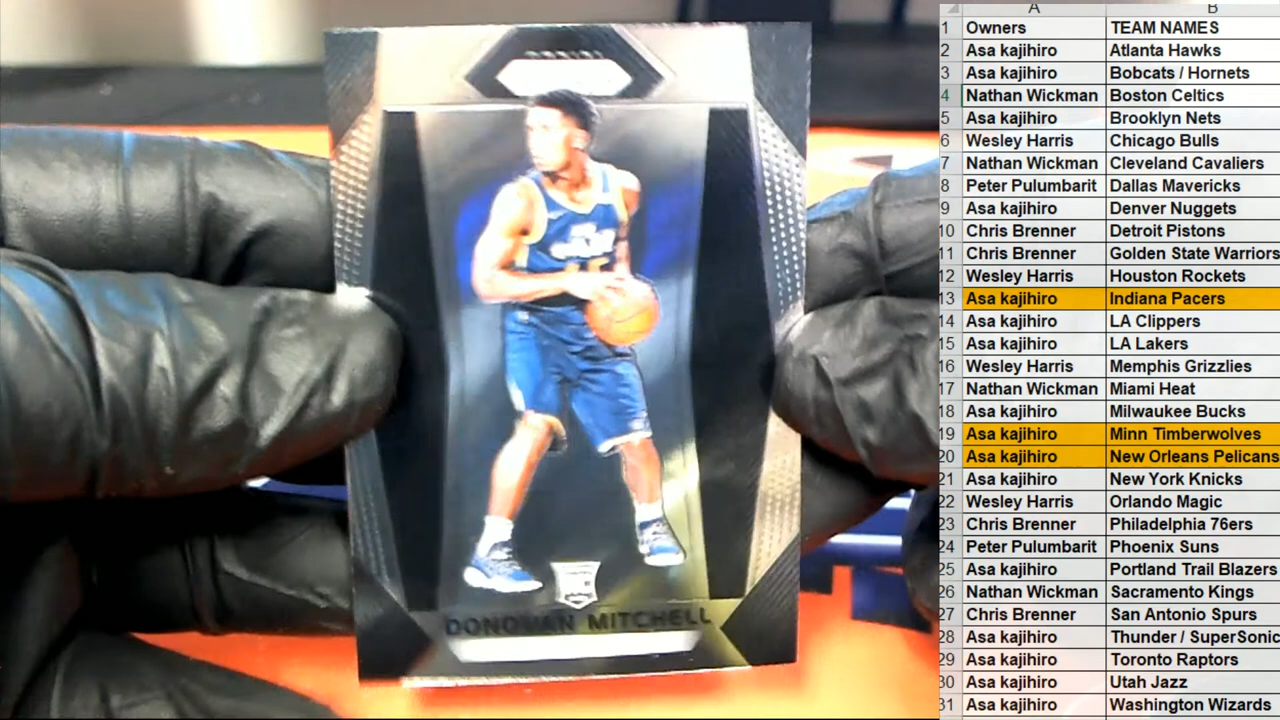 PANINI
JAZZ
45
DONOVAN MITCHELL
A B
1 Owners TEAM NAMES
2 Asa kajihiro Atlanta Hawks
3 Asa kajihiro Bobcats / Hornets
4 Nathan Wickman Boston Celtics
5 Asa kajihiro Brooklyn Nets
6 Wesley Harris Chicago Bulls
7 Nathan Wickman Cleveland Cavaliers
8 Peter Pulumbarit Dallas Mavericks
9 Asa kajihiro Denver Nuggets
10 Chris Brenner Detroit Pistons
11 Chris Brenner Golden State Warriors
12 Wesley Harris Houston Rockets
13 Asa kajihiro Indiana Pacers
14 Asa kajihiro LA Clippers
15 Asa kajihiro LA Lakers
16 Wesley Harris Memphis Grizzlies
17 Nathan Wickman Miami Heat
18 Asa kajihiro Milwaukee Bucks
19 Asa kajihiro Minn Timberwolves
20 Asa kajihiro New Orleans Pelicans
21 Asa kajihiro New York Knicks
22 Wesley Harris Orlando Magic
23 Chris Brenner Philadelphia 76ers
24 Peter Pulumbarit Phoenix Suns
25 Asa kajihiro Portland Trail Blazers
26 Nathan Wickman Sacramento Kings
27 Chris Brenner San Antonio Spurs
28 Asa kajihiro Thunder / SuperSonic
29 Asa kajihiro Toronto Raptors
30 Asa kajihiro Utah Jazz
31 Asa kajihiro Washington Wizards